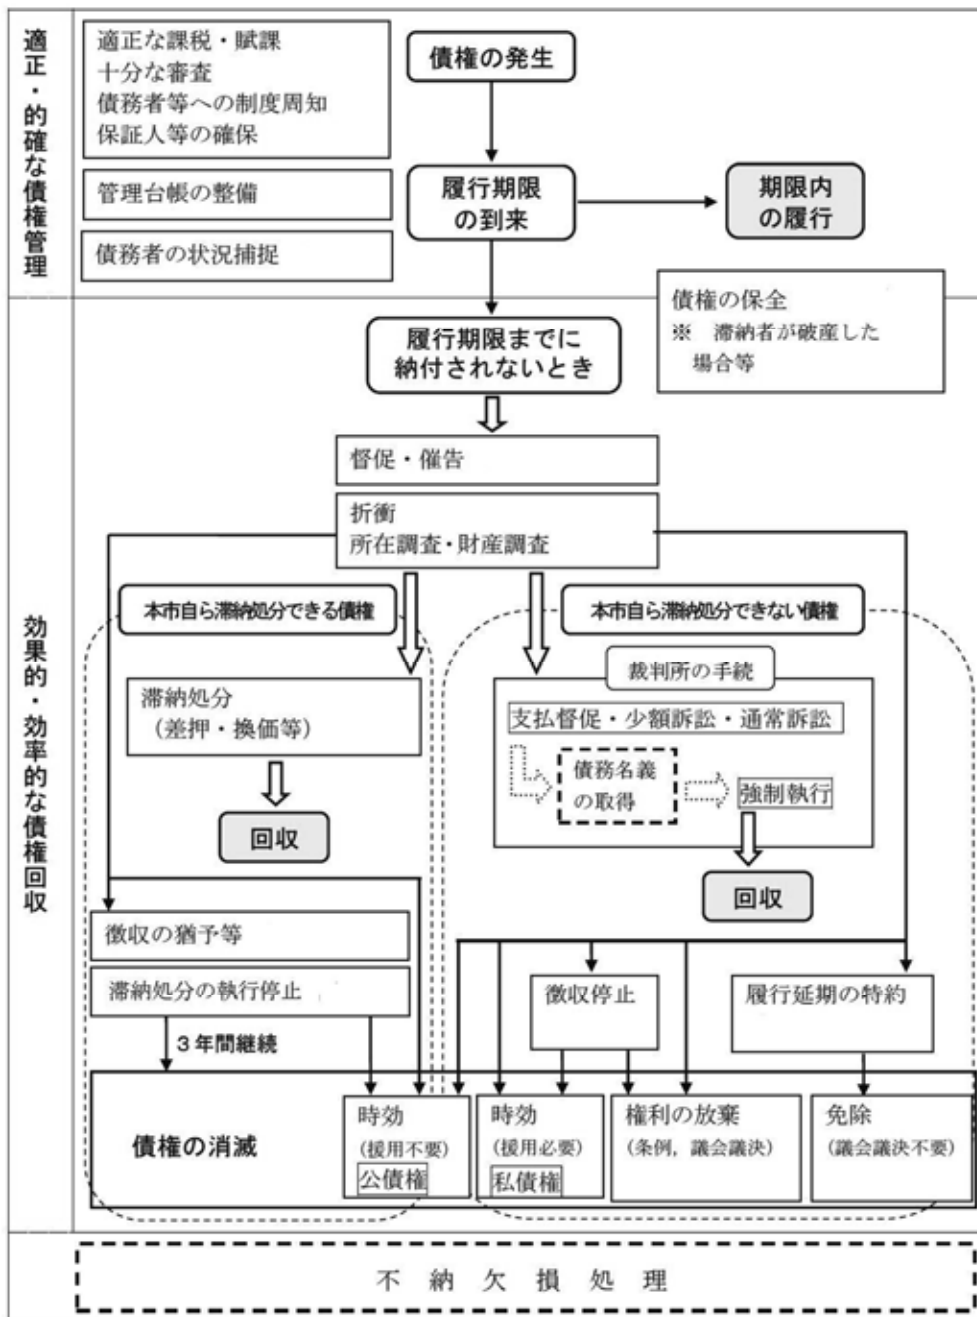 適正・的確な債権管理
適正な課税・賦課
十分な審査
債務者等への制度周知
保証人等の確保
管理台帳の整備
債務者の状況捕捉
債権の発生
履行期限
の到来
期限内
の履行
債権の保全
※　滞納者が破産した
場合等
効果的・効率的な債権回収
履行期限までに
納付されないとき
督促・催告
折衝
所在調査・財産調査
本市自ら滞納処分できる債権
滞納処分
（差押・換価等）
回収
徴収の猶予等
滞納処分の執行停止
３年間継続
本市自ら滞納処分できない債権
裁判所の手続
支払督促・少額訴訟・通常訴訟
債務名義
の取得
強制執行
回収
徴収停止
履行延期の特約
債権の消滅
時効
(援用不要)
公債権
時効
(援用必要)
私債権
権利の放棄
(条例，議会議決)
免除
(議会議決不要)
不納欠損処理